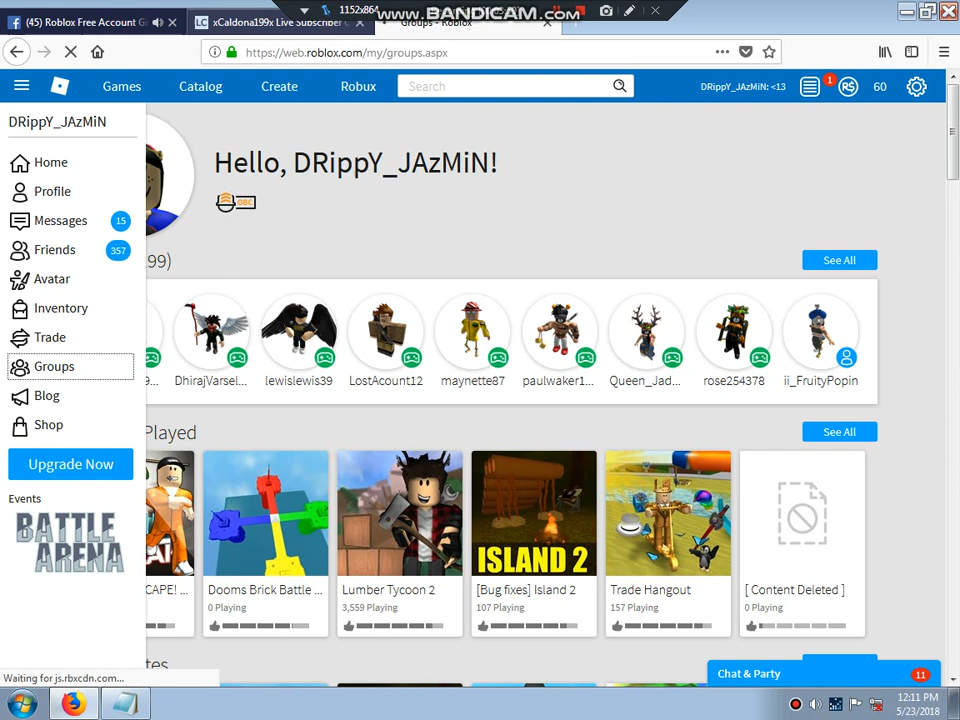 1152x864
www.BANDICAM.com
(45) Roblox Free Account G
xCaldona199x Live Subscriber C
Groups - Roblox
https://web.roblox.com/my/groups.aspx
Games
Catalog
Create
Robux
Search
DRippY_JAzMiN: <13
1
R$
60
DRippY_JAzMiN
Home
Profile
Messages
15
Friends
357
Avatar
Inventory
Trade
Groups
Blog
Shop
Upgrade Now
Events
BATTLE
ARENA
Hello, DRippY_JAzMiN!
OBC
99)
See All
9...
DhirajVarsel...
lewislewis39
LostAcount12
maynette87
paulwaker1...
Queen_Jad...
rose254378
ii_FruityPopin
Played
See All
ISLAND 2
CAPE! ...
Dooms Brick Battle ...
Lumber Tycoon 2
[Bug fixes] Island 2
Trade Hangout
[ Content Deleted ]
0 Playing
3,559 Playing
107 Playing
157 Playing
0 Playing
Waiting for js.rbxcdn.com...
Chat & Party
11
12:11 PM
5/23/2018